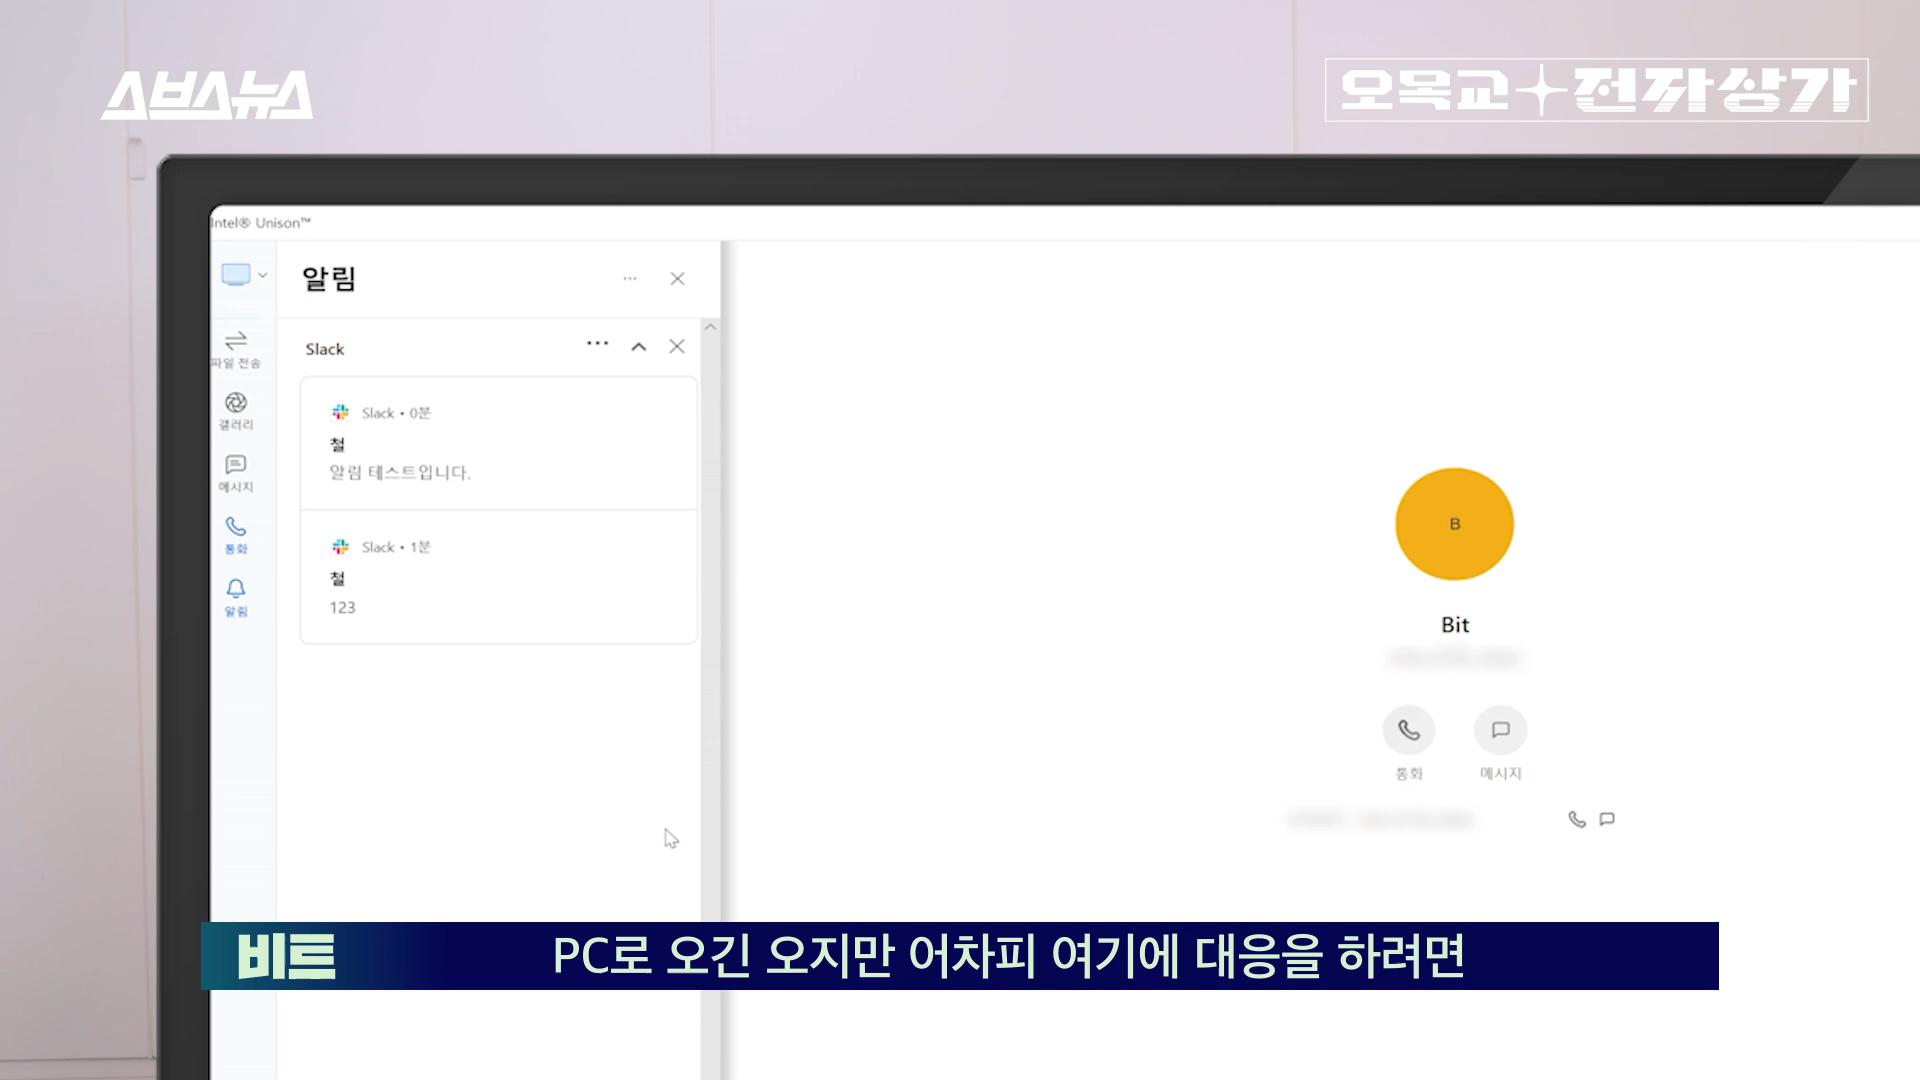 스브스뉴스
오목교 전자상가
Intel® Unison™
알림
파일 전송
갤러리
메시지
통화
알림
Slack
Slack • 0분
철
알림 테스트입니다.
Slack • 1분
철
123
B
Bit
통화
메시지
비트
PC로 오긴 오지만 어차피 여기에 대응을 하려면